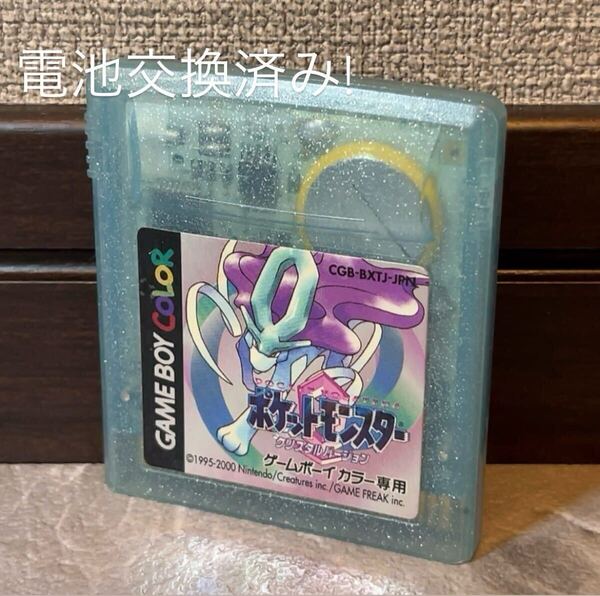 電池交換済み!
GAME BOY COLOR
CGB-BXTJ-JPN
POCKET MONSTERS
ポケットモンスター
クリスタルバージョン
ゲームボーイ カラー専用
©1995-2000 Nintendo/Creatures inc./GAME FREAK inc.